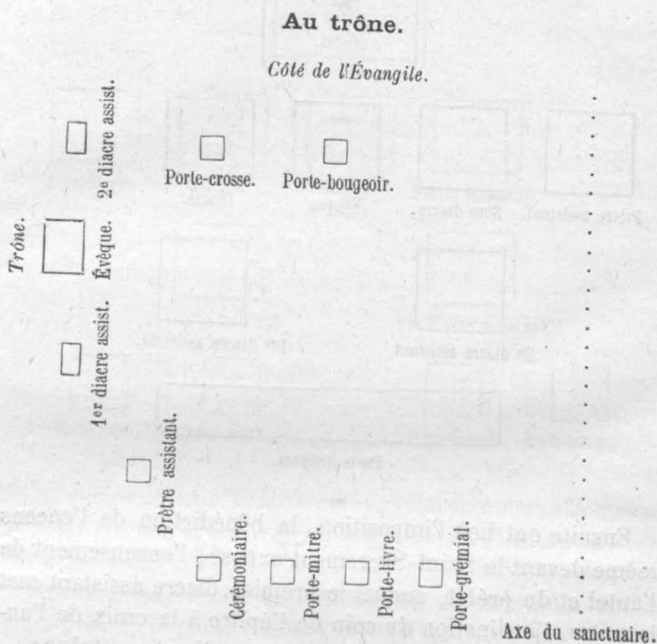 Au trône.
Côté de l'Évangile.
2e diacre assist.
Porte-crosse.
Porte-bougeoir.
Trône.
Évêque.
1er diacre assist.
Prêtre assistant.
Cérémoniaire.
Porte-mitre.
Porte-livre.
Porte-grémial.
Axe du sanctuaire